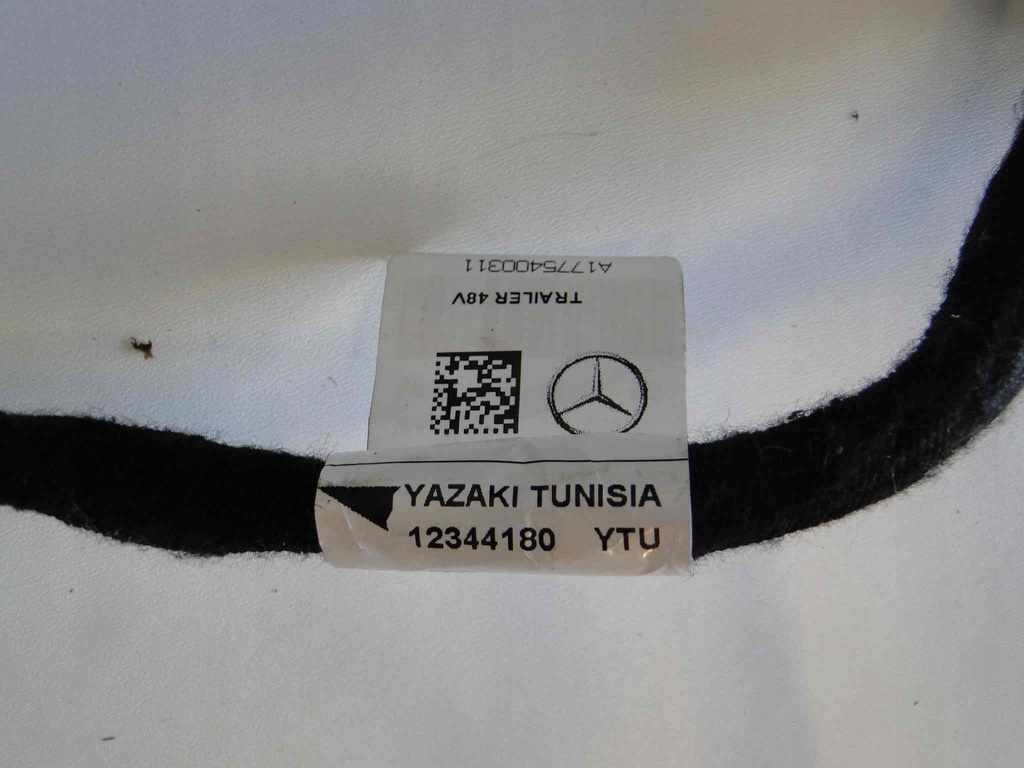 A1775400311
TRAILER 48V
YAZAKI TUNISIA
12344180 YTU